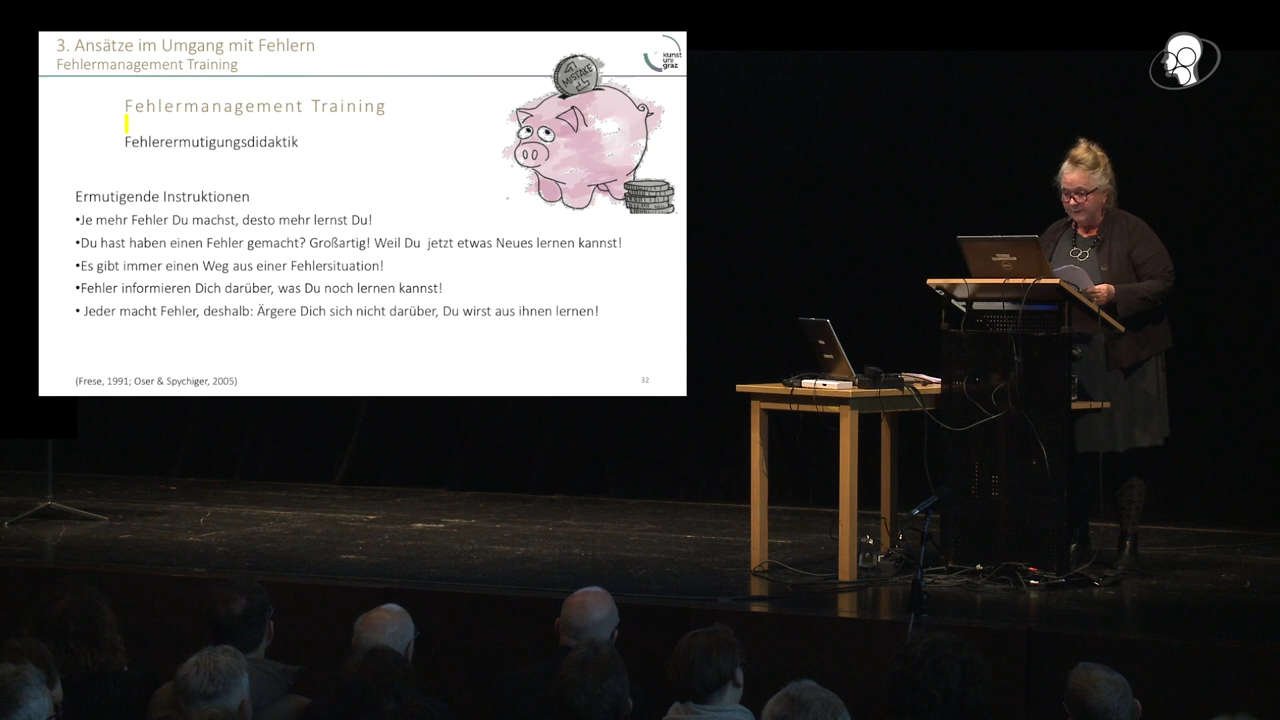 3. Ansätze im Umgang mit Fehlern
Fehlermanagement Training
kunst
uni
graz
MISTAKE
Fehlermanagement Training
Fehlerermutigungsdidaktik
Ermutigende Instruktionen
•Je mehr Fehler Du machst, desto mehr lernst Du!
•Du hast haben einen Fehler gemacht? Großartig! Weil Du jetzt etwas Neues lernen kannst!
•Es gibt immer einen Weg aus einer Fehlersituation!
•Fehler informieren Dich darüber, was Du noch lernen kannst!
• Jeder macht Fehler, deshalb: Ärgere Dich sich nicht darüber, Du wirst aus ihnen lernen!
(Frese, 1991; Oser & Spychiger, 2005)
32